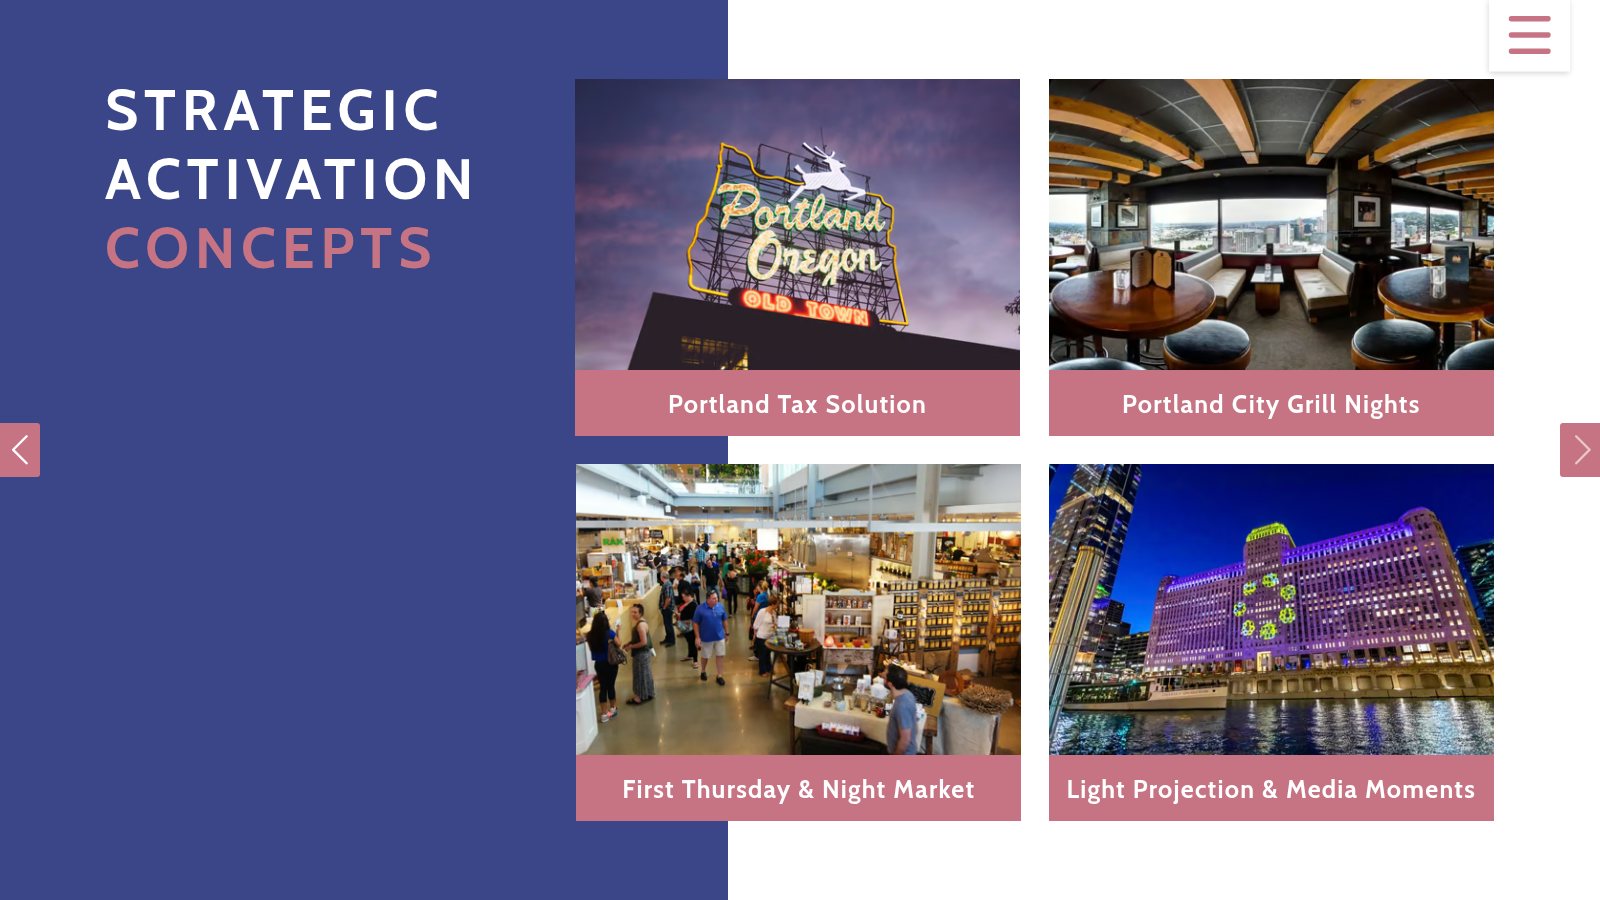 STRATEGIC
ACTIVATION
CONCEPTS
Portland
Oregon
OLD TOWN
Portland Tax Solution
Portland City Grill Nights
RAK
First Thursday & Night Market
Light Projection & Media Moments